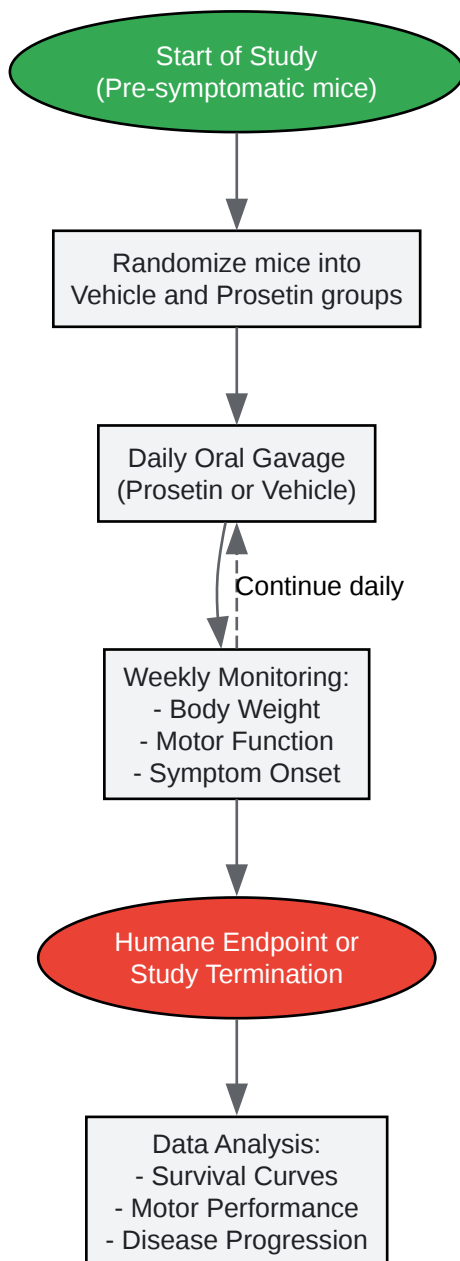 Start of Study
(Pre-symptomatic mice)
Randomize mice into
Vehicle and Prosetin groups
Daily Oral Gavage
(Prosetin or Vehicle)
Continue daily
Weekly Monitoring:
- Body Weight
- Motor Function
- Symptom Onset
Humane Endpoint or
Study Termination
Data Analysis:
- Survival Curves
- Motor Performance
- Disease Progression